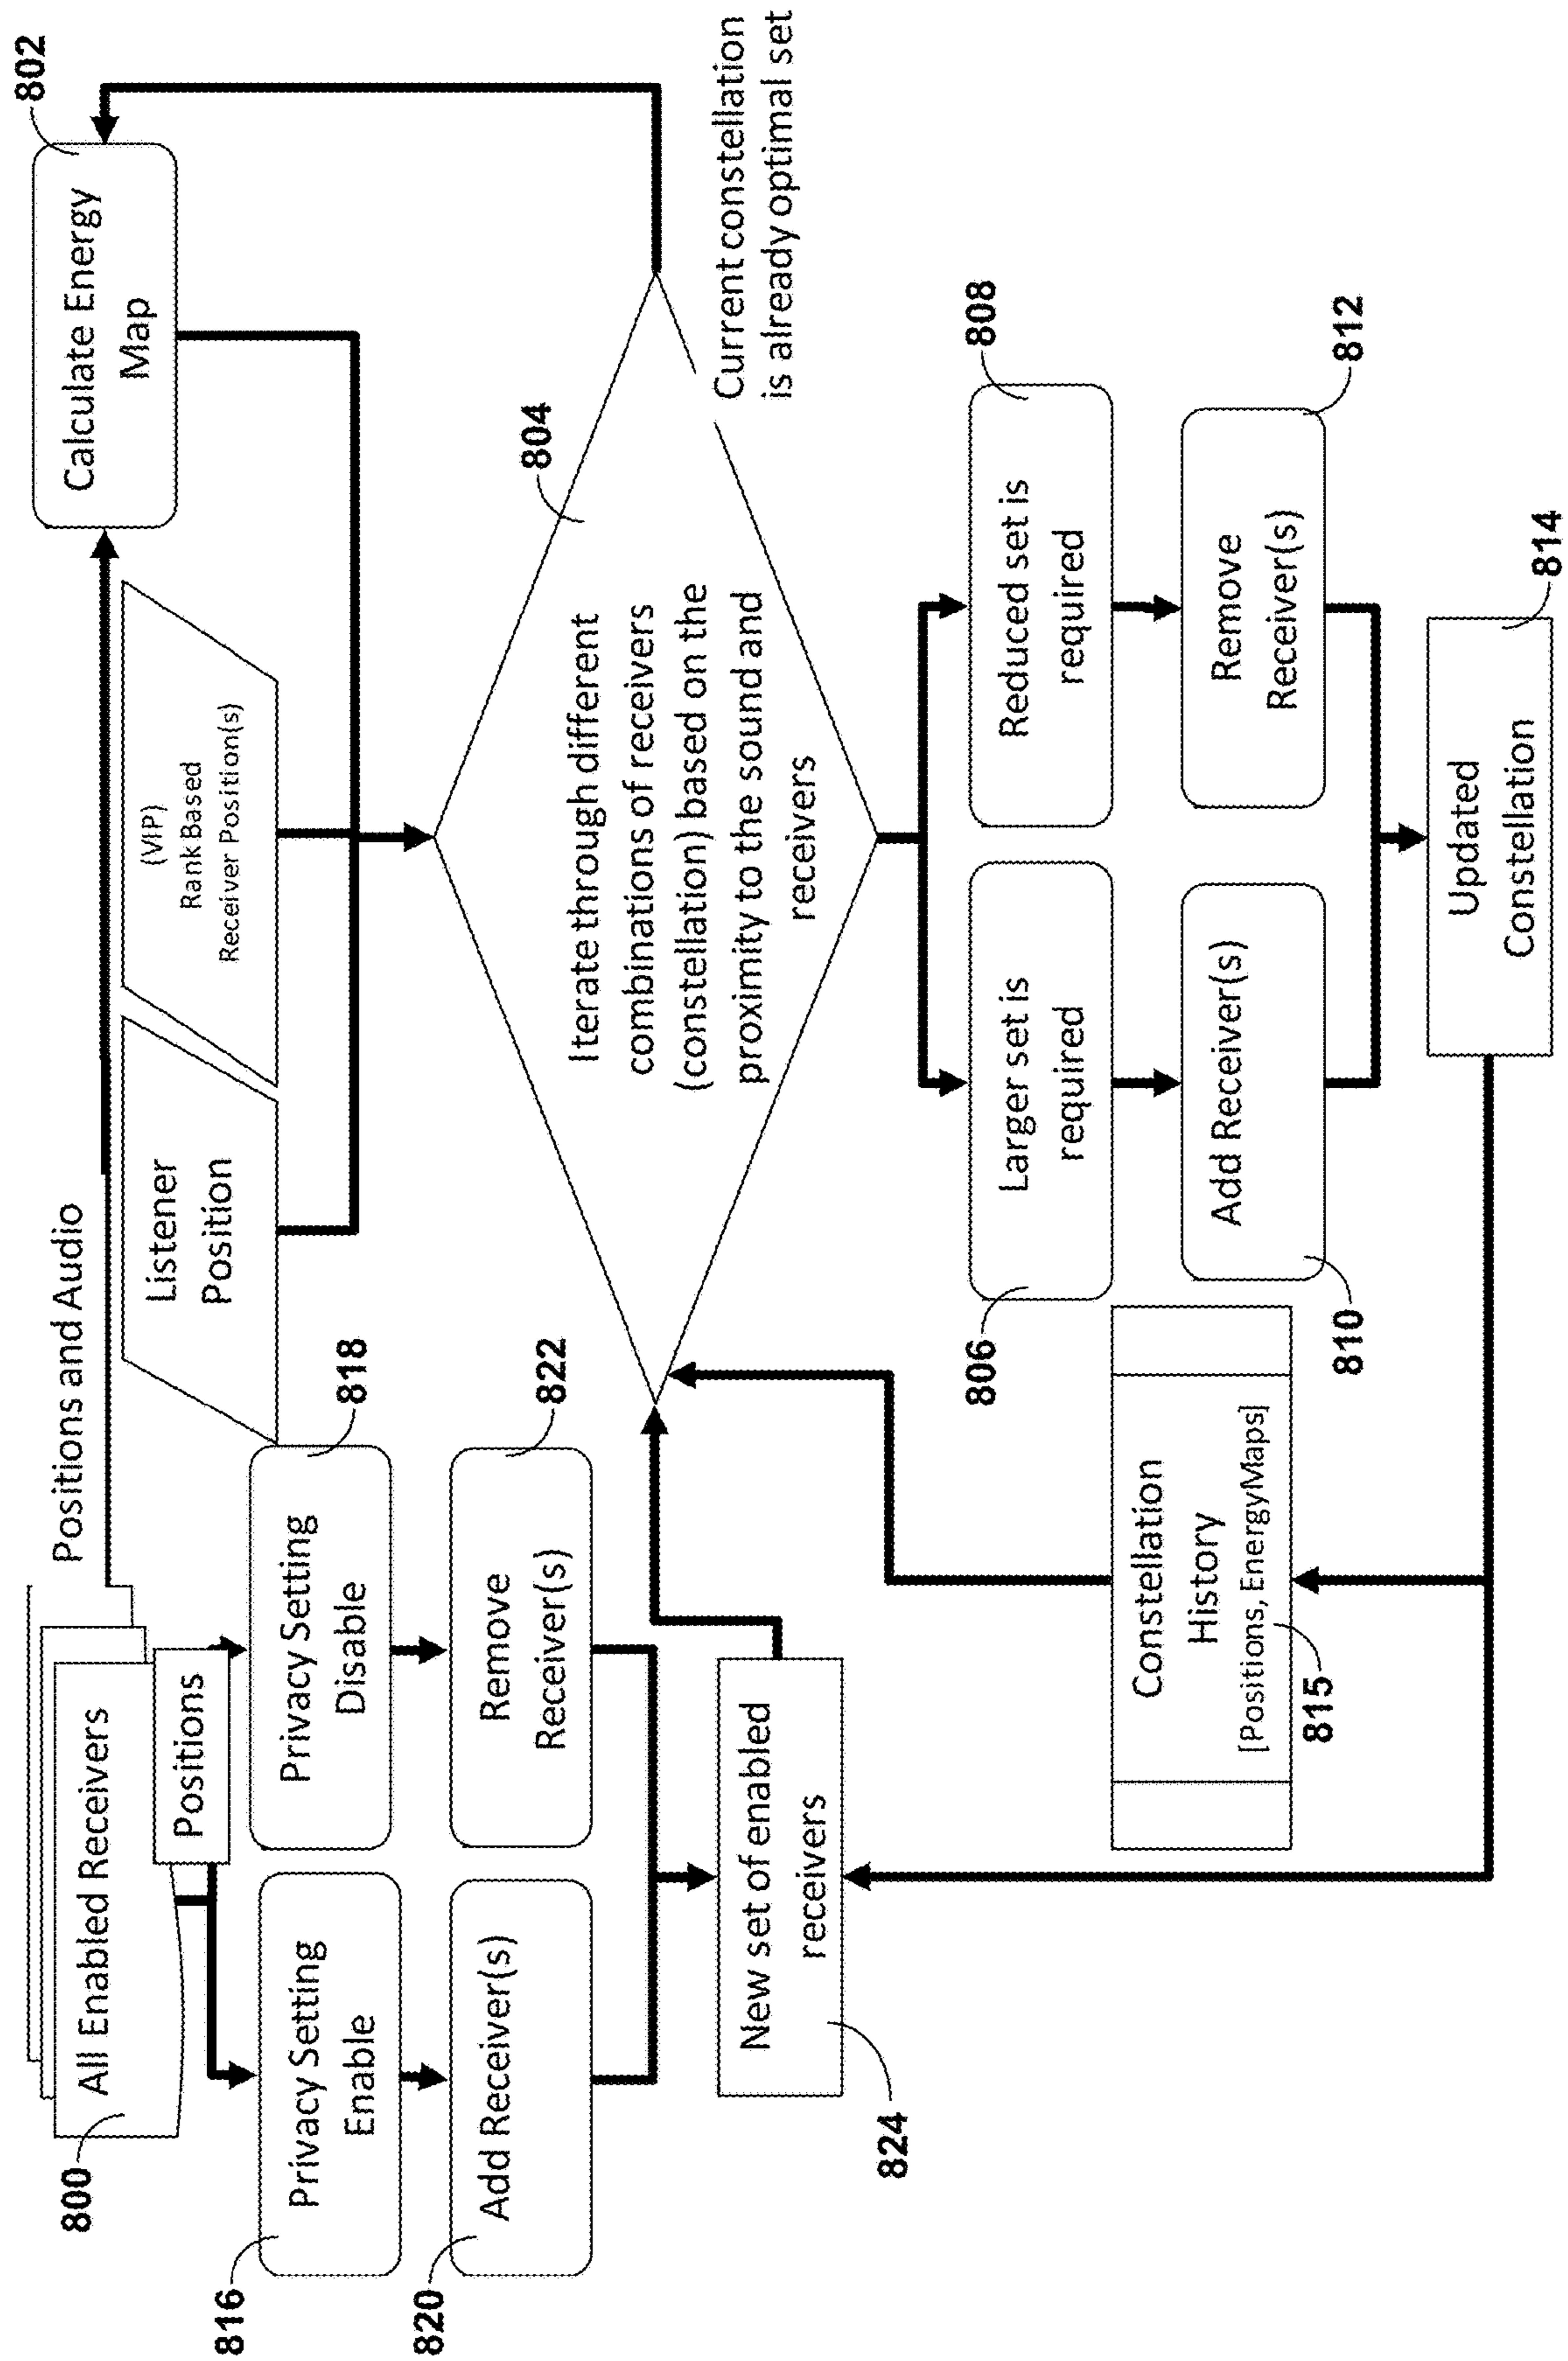 800
All Enabled Receivers
Positions
Positions and Audio
802
Calculate Energy
Map
Listener
Position
(VIP)
Rank Based
Receiver Position(s)
816
Privacy Setting
Enable
818
Privacy Setting
Disable
820
Add Receiver(s)
822
Remove
Receiver(s)
824
New set of enabled
receivers
804
Iterate through different
combinations of receivers
(constellation) based on the
proximity to the sound and
receivers
Current constellation
is already optimal set
806
Larger set is
required
808
Reduced set is
required
810
Add Receiver(s)
812
Remove
Receiver(s)
814
Updated
Constellation
Constellation
History
[Positions, EnergyMaps]
815